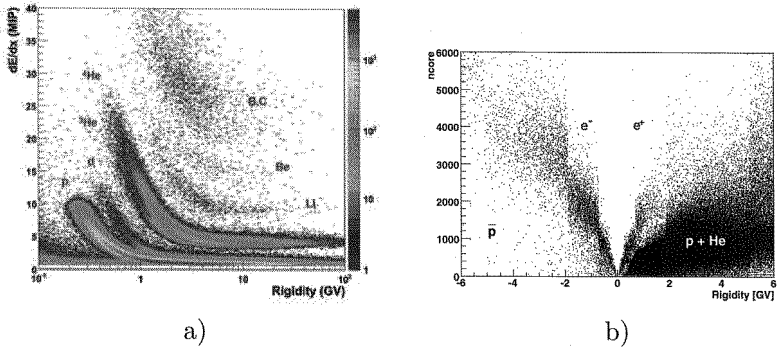 dE/dx (MIP)
40
35
30
25
20
15
10
5
0
⁴He
³He
d
p
B,C
Be
Li
10⁻¹
1
10
10²
Rigidity (GV)
10³
10²
10
1
a)
ncore
6000
5000
4000
3000
2000
1000
0
e⁻
e⁺
p̅
p + He
-6
-4
-2
0
2
4
6
Rigidity [GV]
b)